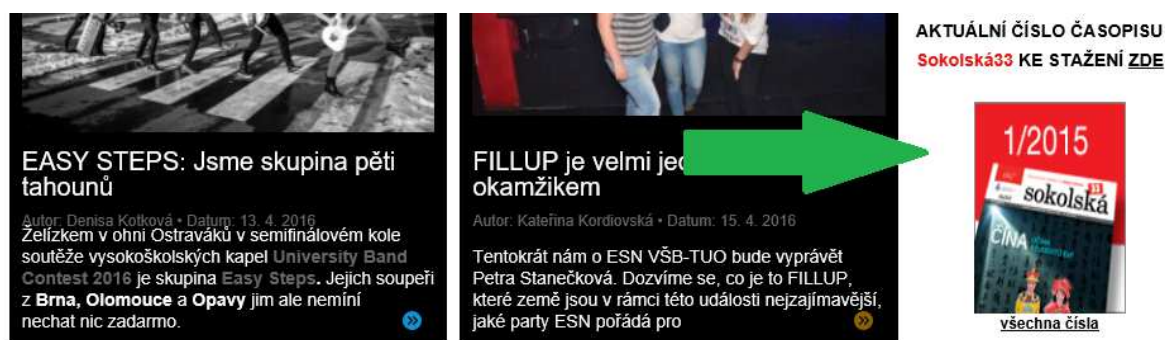 EASY STEPS: Jsme skupina pěti
tahounů
Autor: Denisa Kotková • Datum: 13. 4. 2016
Želízkem v ohni Ostraváků v semifinálovém kole
soutěže vysokoškolských kapel University Band
Contest 2016 je skupina Easy Steps. Jejich soupeři
z Brna, Olomouce a Opavy jim ale nemíní
nechat nic zadarmo.
FILLUP je velmi
okamžikem
Autor: Kateřina Kordiovská • Datum: 15. 4. 2016
Tentokrát nám o ESN VŠB-TUO bude vyprávět
Petra Stanečková. Dozvíme se, co je to FILLUP,
které země jsou v rámci této události nejzajímavější,
jaké party ESN pořádá pro
AKTUÁLNÍ ČÍSLO ČASOPISU
Sokolská33 KE STAŽENÍ ZDE
1/2015
sokolská
33
ČÍNA
všechna čísla